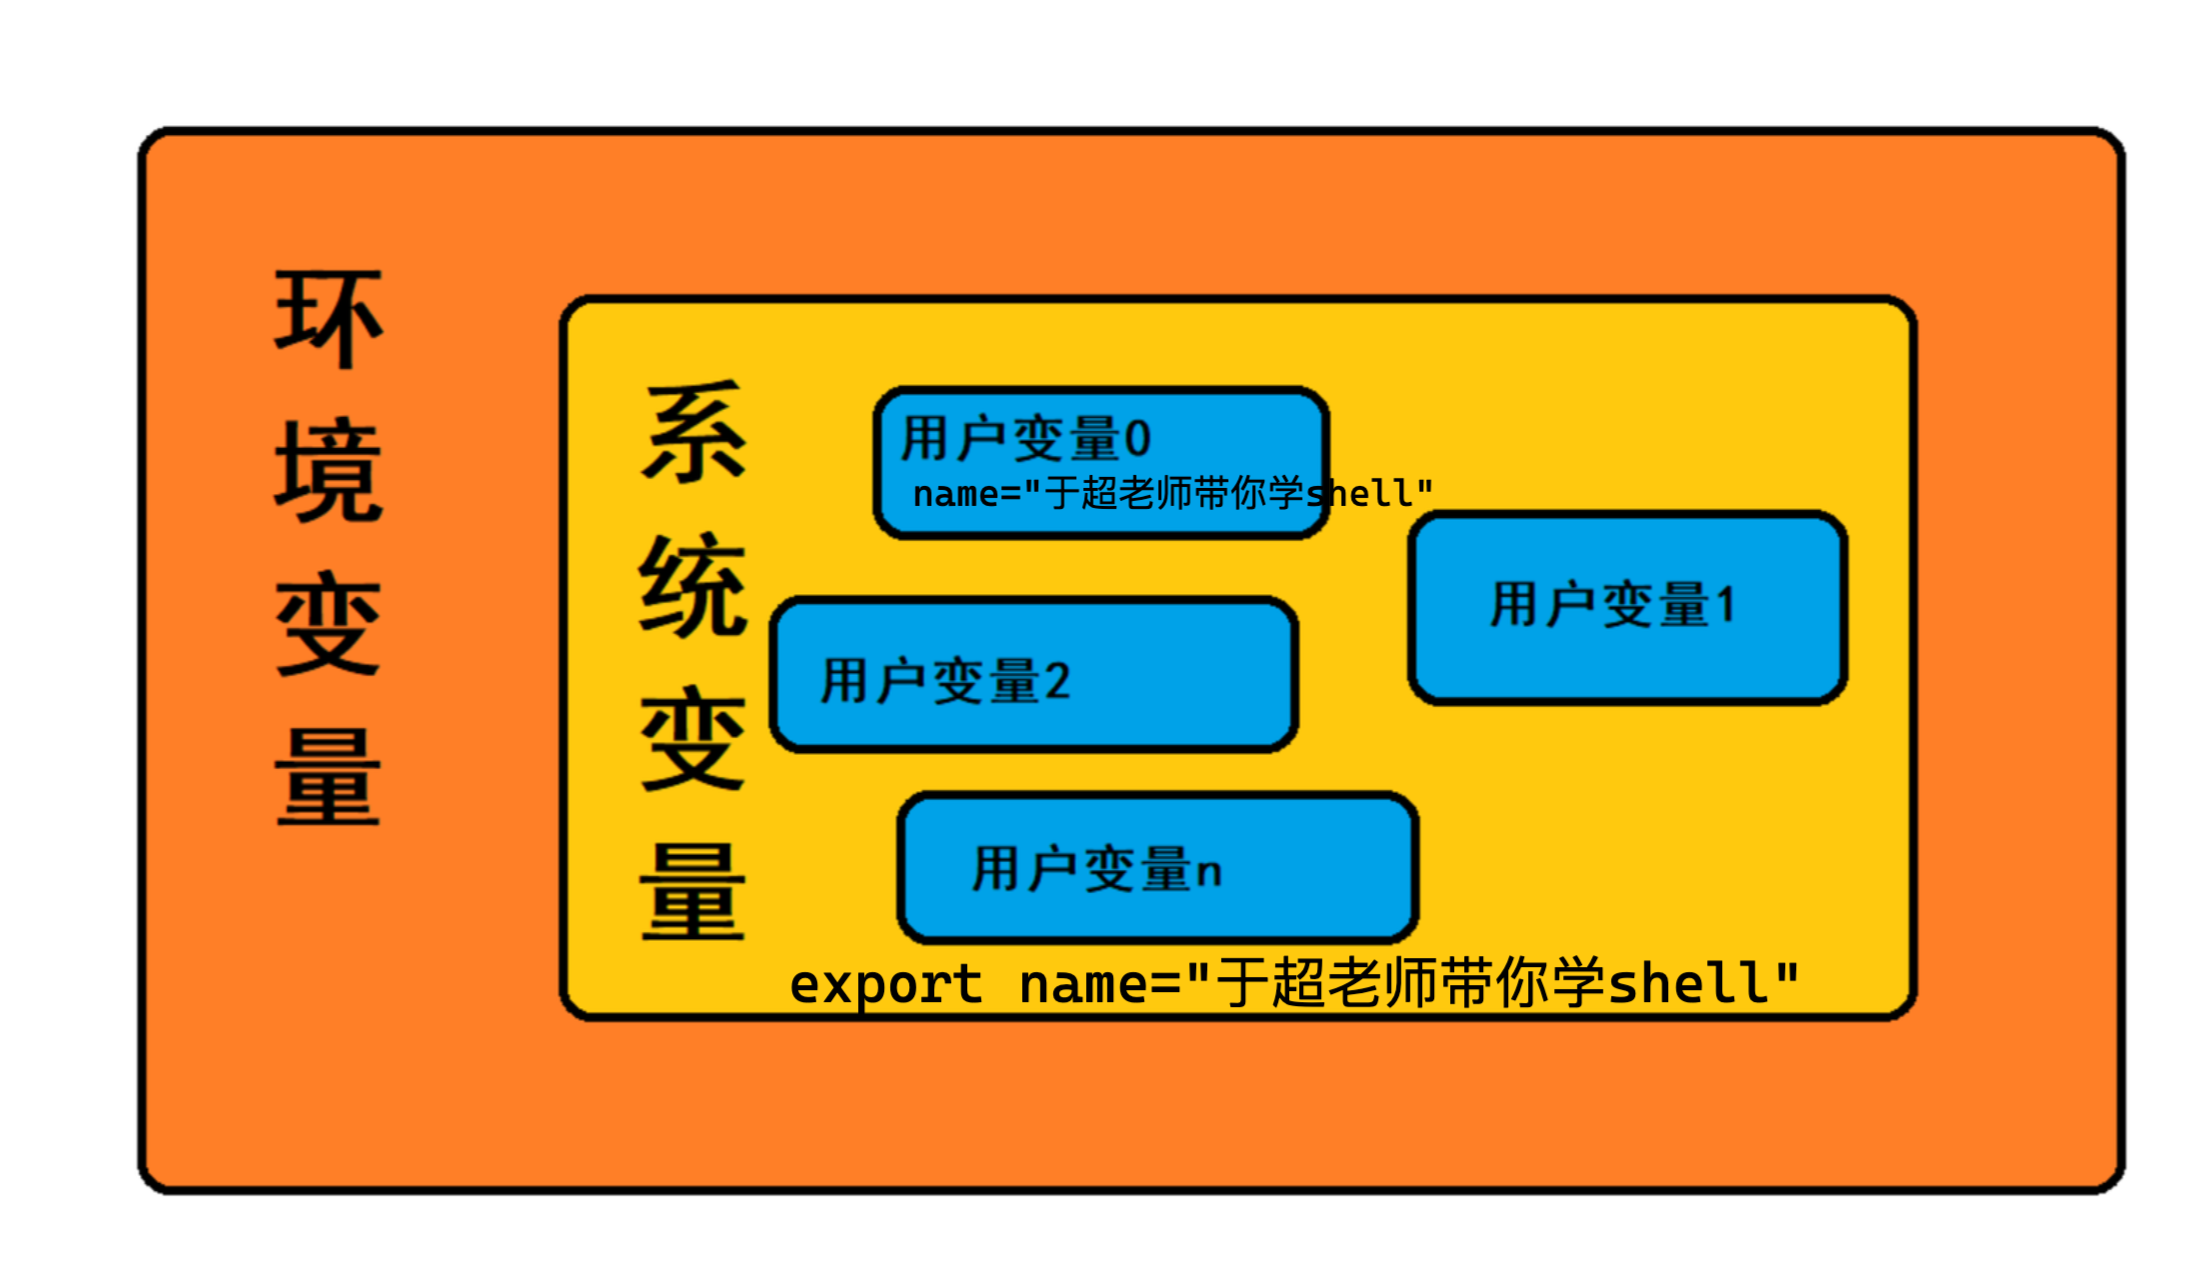 环境变量
系统变量
用户变量0
name="于超老师带你学shell"
用户变量1
用户变量2
用户变量n
export name="于超老师带你学shell"